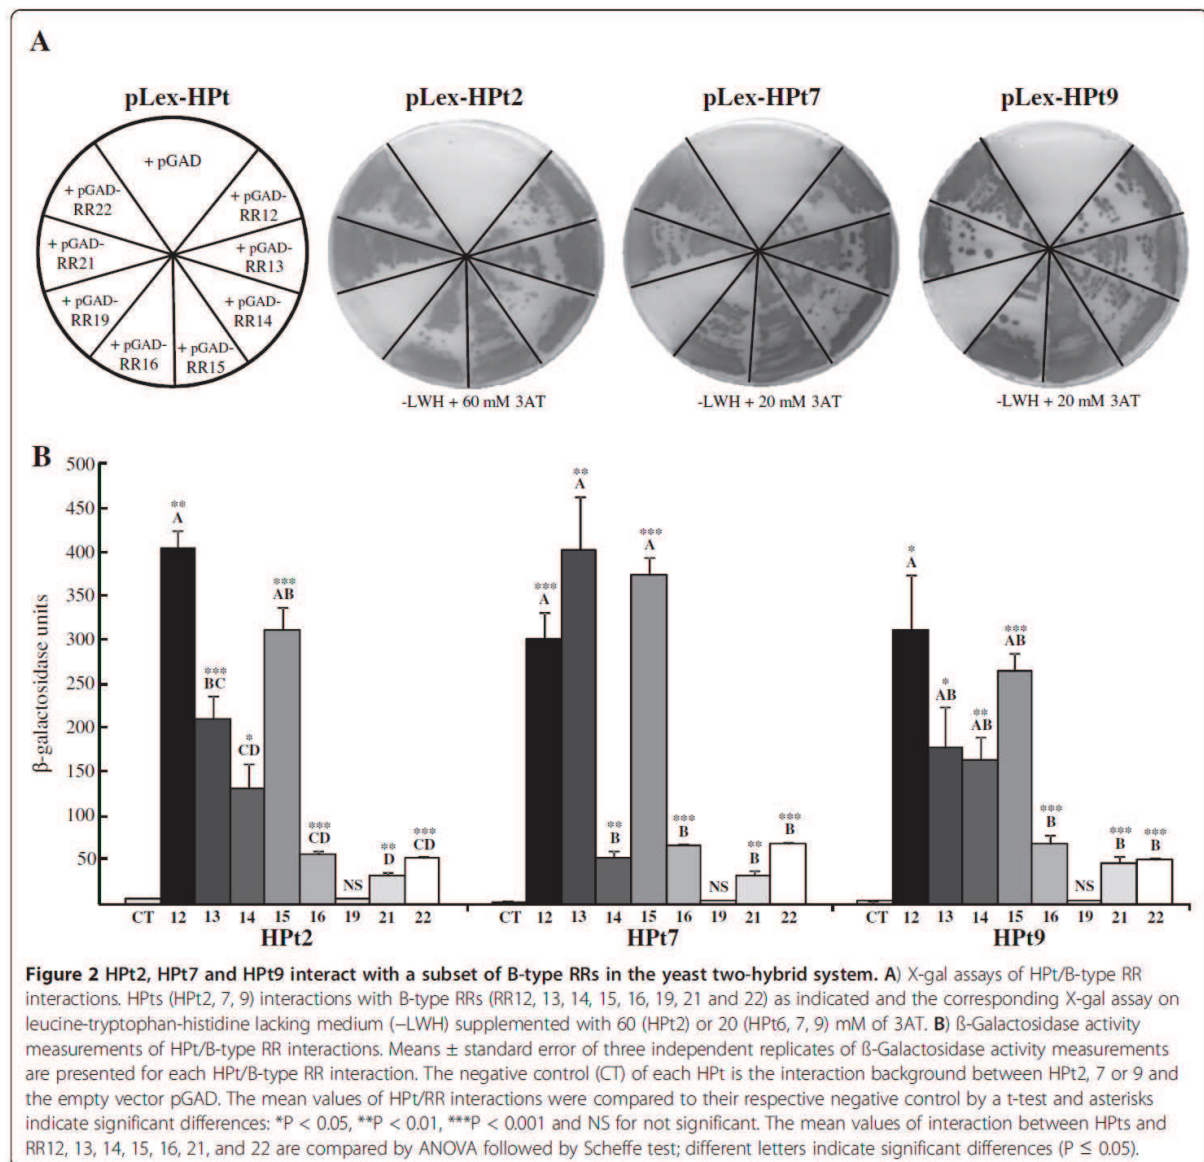 A
pLex-HPt
pLex-HPt2
pLex-HPt7
pLex-HPt9
+ pGAD
+ pGAD-
RR12
+ pGAD-
RR13
+ pGAD-
RR14
+ pGAD-
RR15
+ pGAD-
RR16
+ pGAD-
RR19
+ pGAD-
RR21
+ pGAD-
RR22
-LWH + 60 mM 3AT
-LWH + 20 mM 3AT
-LWH + 20 mM 3AT
B
β-galactosidase units
500
450
400
350
300
250
200
150
100
50
**
A
***
BC
*
CD
***
AB
***
CD
NS
**
D
***
CD
***
A
**
A
**
B
***
A
***
B
NS
**
B
***
B
*
A
*
AB
**
AB
***
AB
***
B
NS
***
B
***
B
CT 12 13 14 15 16 19 21 22
CT 12 13 14 15 16 19 21 22
CT 12 13 14 15 16 19 21 22
HPt2
HPt7
HPt9
Figure 2 HPt2, HPt7 and HPt9 interact with a subset of B-type RRs in the yeast two-hybrid system. A) X-gal assays of HPt/B-type RR
interactions. HPts (HPt2, 7, 9) interactions with B-type RRs (RR12, 13, 14, 15, 16, 19, 21 and 22) as indicated and the corresponding X-gal assay on
leucine-tryptophan-histidine lacking medium (−LWH) supplemented with 60 (HPt2) or 20 (HPt6, 7, 9) mM of 3AT. B) ß-Galactosidase activity
measurements of HPt/B-type RR interactions. Means ± standard error of three independent replicates of ß-Galactosidase activity measurements
are presented for each HPt/B-type RR interaction. The negative control (CT) of each HPt is the interaction background between HPt2, 7 or 9 and
the empty vector pGAD. The mean values of HPt/RR interactions were compared to their respective negative control by a t-test and asterisks
indicate significant differences: *P < 0.05, **P < 0.01, ***P < 0.001 and NS for not significant. The mean values of interaction between HPts and
RR12, 13, 14, 15, 16, 21, and 22 are compared by ANOVA followed by Scheffe test; different letters indicate significant differences (P ≤ 0.05).